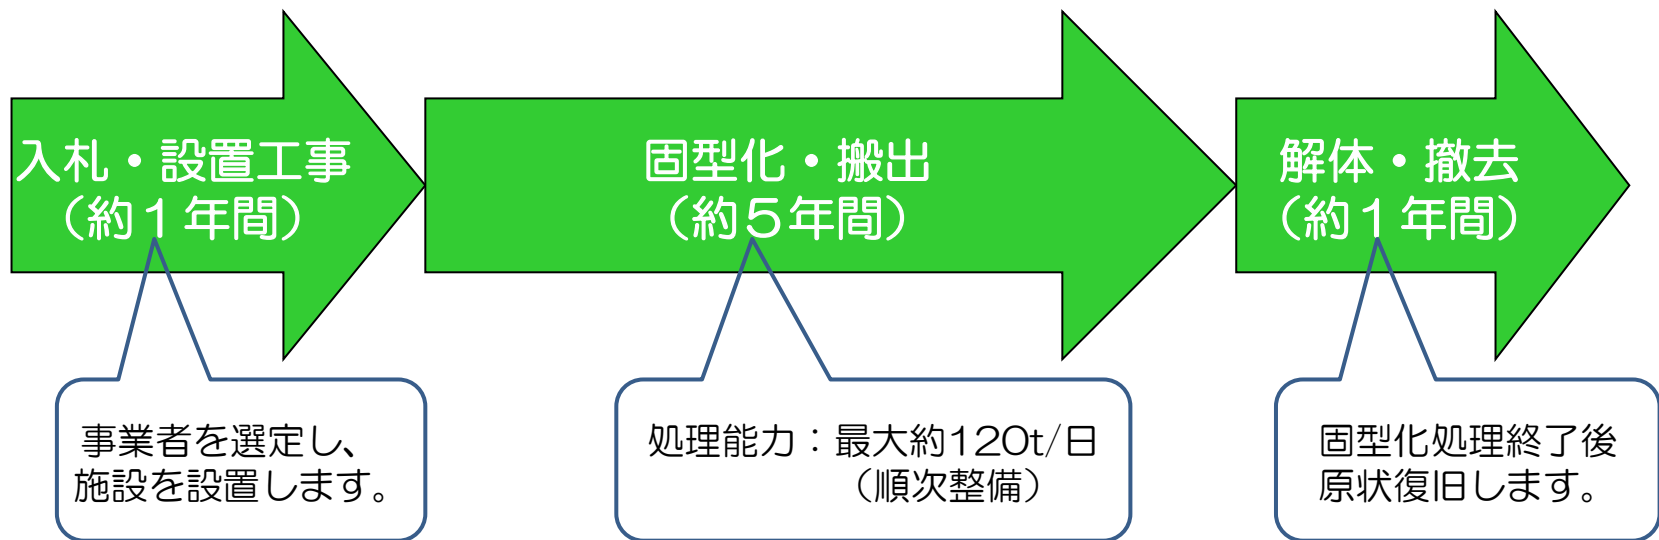 入札・設置工事
（約１年間）
固型化・搬出
（約５年間）
解体・撤去
（約１年間）
事業者を選定し、
施設を設置します。
処理能力：最大約120t/日
（順次整備）
固型化処理終了後
原状復旧します。